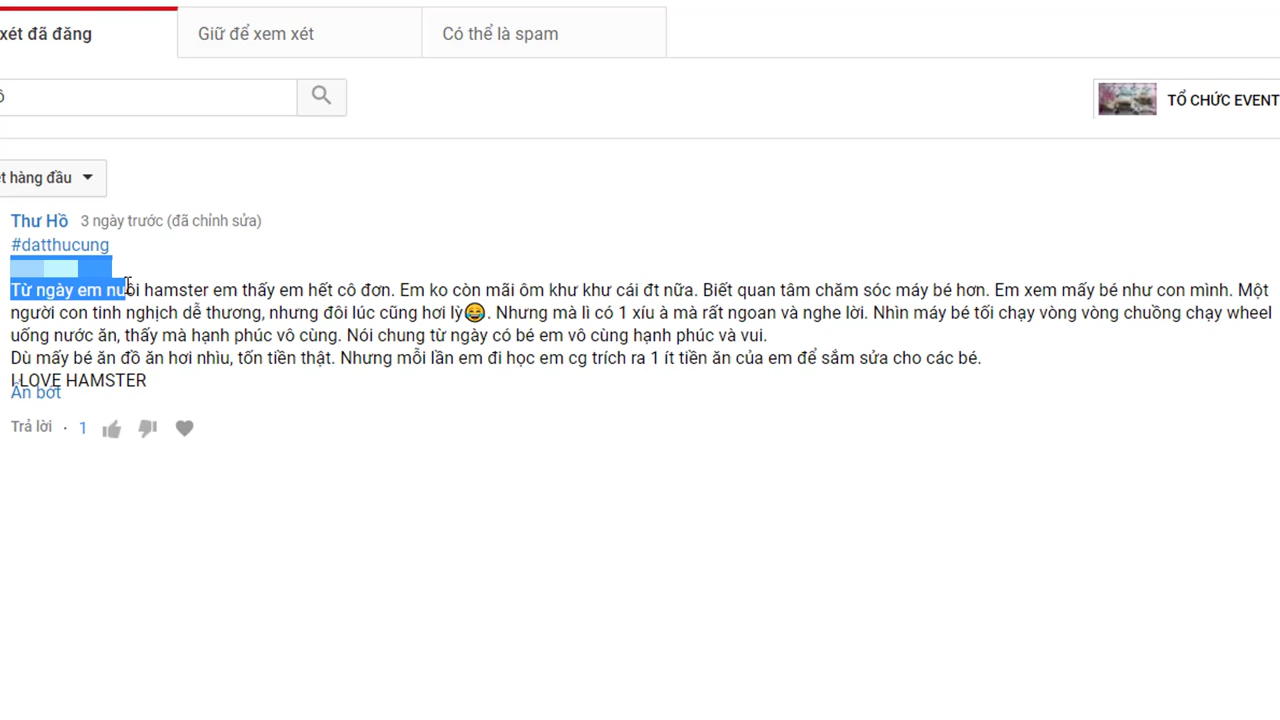 xét đã đăng
Giữ để xem xét
Có thể là spam
TỔ CHỨC EVENT
hàng đầu
Thư Hồ 3 ngày trước (đã chỉnh sửa)
#datthucung
Từ ngày em nuôi hamster em thấy em hết cô đơn. Em ko còn mãi ôm khư khư cái đt nữa. Biết quan tâm chăm sóc máy bé hơn. Em xem mấy bé như con mình. Một
người con tinh nghịch dễ thương, nhưng đôi lúc cũng hơi lỳ😂. Nhưng mà lì có 1 xíu à mà rất ngoan và nghe lời. Nhìn máy bé tối chạy vòng vòng chuồng chạy wheel
uống nước ăn, thấy mà hạnh phúc vô cùng. Nói chung từ ngày có bé em vô cùng hạnh phúc và vui.
Dù mấy bé ăn đồ ăn hơi nhìu, tốn tiền thật. Nhưng mỗi lần em đi học em cg trích ra 1 ít tiền ăn của em để sắm sửa cho các bé.
I LOVE HAMSTER
Ẩn bớt
Trả lời · 1